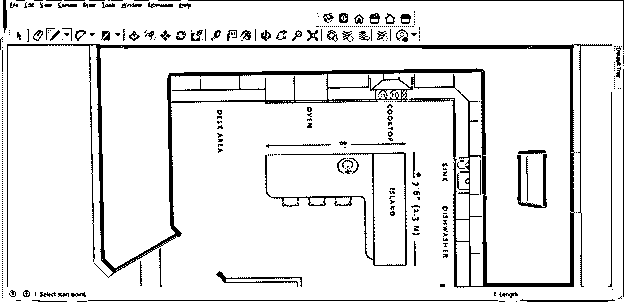 File Edit View Camera Draw Tools Window Extensions Help
DESK AREA
OVEN
COOKTOP
SINK
ISLAND
7'6" (2.3 M)
DISHWASHER
Select start point.
Length